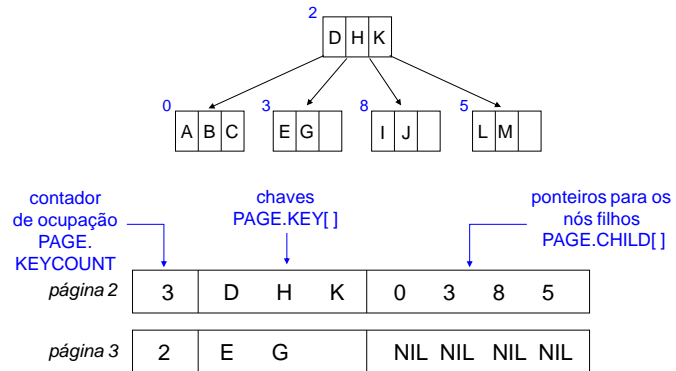 2
D H K
0 3 8 5
A B C E G I J L M
contador
de ocupação
PAGE.
KEYCOUNT
chaves
PAGE.KEY[ ]
ponteiros para os
nós filhos
PAGE.CHILD[ ]
página 2 3 D H K 0 3 8 5
página 3 2 E G NIL NIL NIL NIL